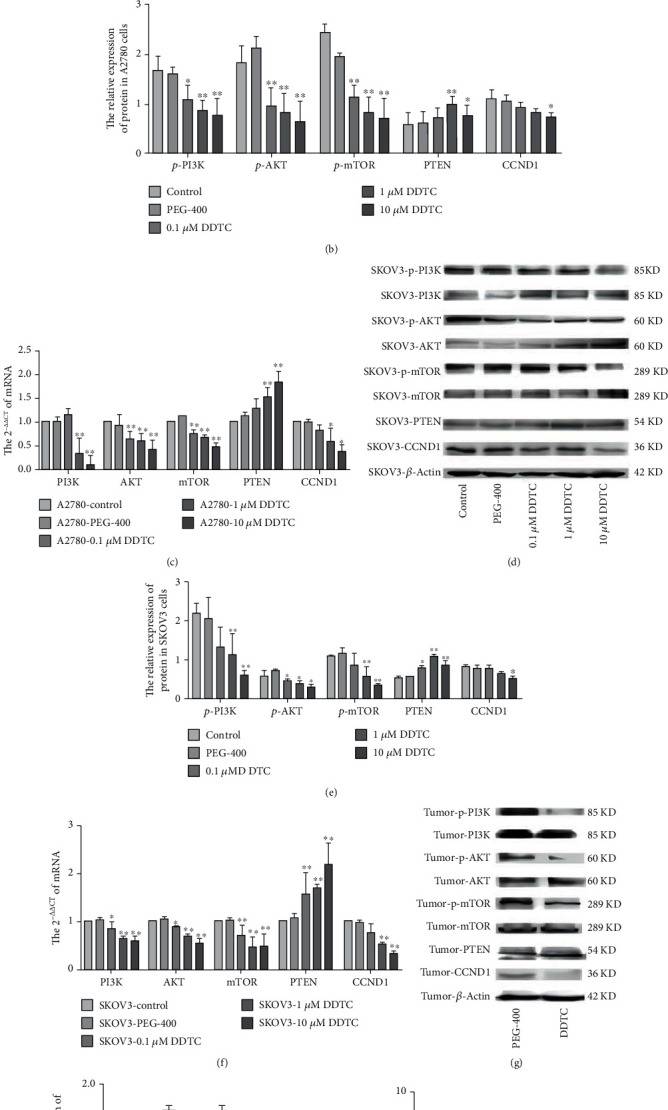 The relative expression
of protein in A2780 cells
3
2
1
0
* ** **
** ** **
** ** **
** *
*
p-PI3K p-AKT p-mTOR PTEN CCND1
Control
PEG-400
0.1 μM DDTC
1 μM DDTC
10 μM DDTC
(b)
The 2−ΔΔCT of mRNA
2.5
2.0
1.5
1.0
0.5
0.0
** **
** ** **
** ** **
** **
* *
PI3K AKT mTOR PTEN CCND1
A2780-control
A2780-PEG-400
A2780-0.1 μM DDTC
A2780-1 μM DDTC
A2780-10 μM DDTC
(c)
SKOV3-p-PI3K 85KD
SKOV3-PI3K 85 KD
SKOV3-p-AKT 60 KD
SKOV3-AKT 60 KD
SKOV3-p-mTOR 289 KD
SKOV3-mTOR 289 KD
SKOV3-PTEN 54 KD
SKOV3-CCND1 36 KD
SKOV3-β-Actin 42 KD
Control
PEG-400
0.1 μM DDTC
1 μM DDTC
10 μM DDTC
(d)
The relative expression of
protein in SKOV3 cells
3
2
1
0
** **
* * *
** **
* ** **
*
p-PI3K p-AKT p-mTOR PTEN CCND1
Control
PEG-400
0.1 μMD DTC
1 μM DDTC
10 μM DDTC
(e)
The 2−ΔΔCT of mRNA
3
2
1
0
* ** **
* ** **
** ** **
** ** **
** **
PI3K AKT mTOR PTEN CCND1
SKOV3-control
SKOV3-PEG-400
SKOV3-0.1 μM DDTC
SKOV3-1 μM DDTC
SKOV3-10 μM DDTC
(f)
Tumor-p-PI3K 85 KD
Tumor-PI3K 85 KD
Tumor-p-AKT 60 KD
Tumor-AKT 60 KD
Tumor-p-mTOR 289 KD
Tumor-mTOR 289 KD
Tumor-PTEN 54 KD
Tumor-CCND1 36 KD
Tumor-β-Actin 42 KD
PEG-400
DDTC
(g)
2.0
10